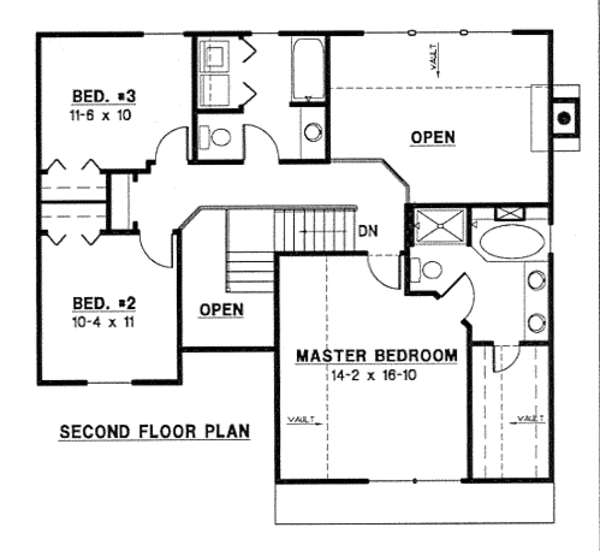 BED. #3
11-6 x 10
VAULT
OPEN
DN
BED. #2
10-4 x 11
OPEN
MASTER BEDROOM
14-2 x 16-10
VAULT
VAULT
SECOND FLOOR PLAN